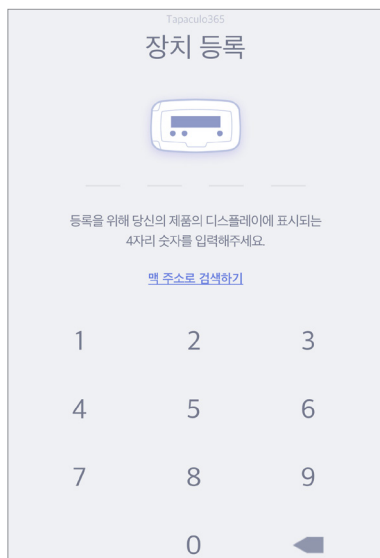 Tapaculo365
장치 등록
등록을 위해 당신의 제품의 디스플레이에 표시되는
4자리 숫자를 입력해주세요.
맥 주소로 검색하기
1 2 3
4 5 6
7 8 9
0